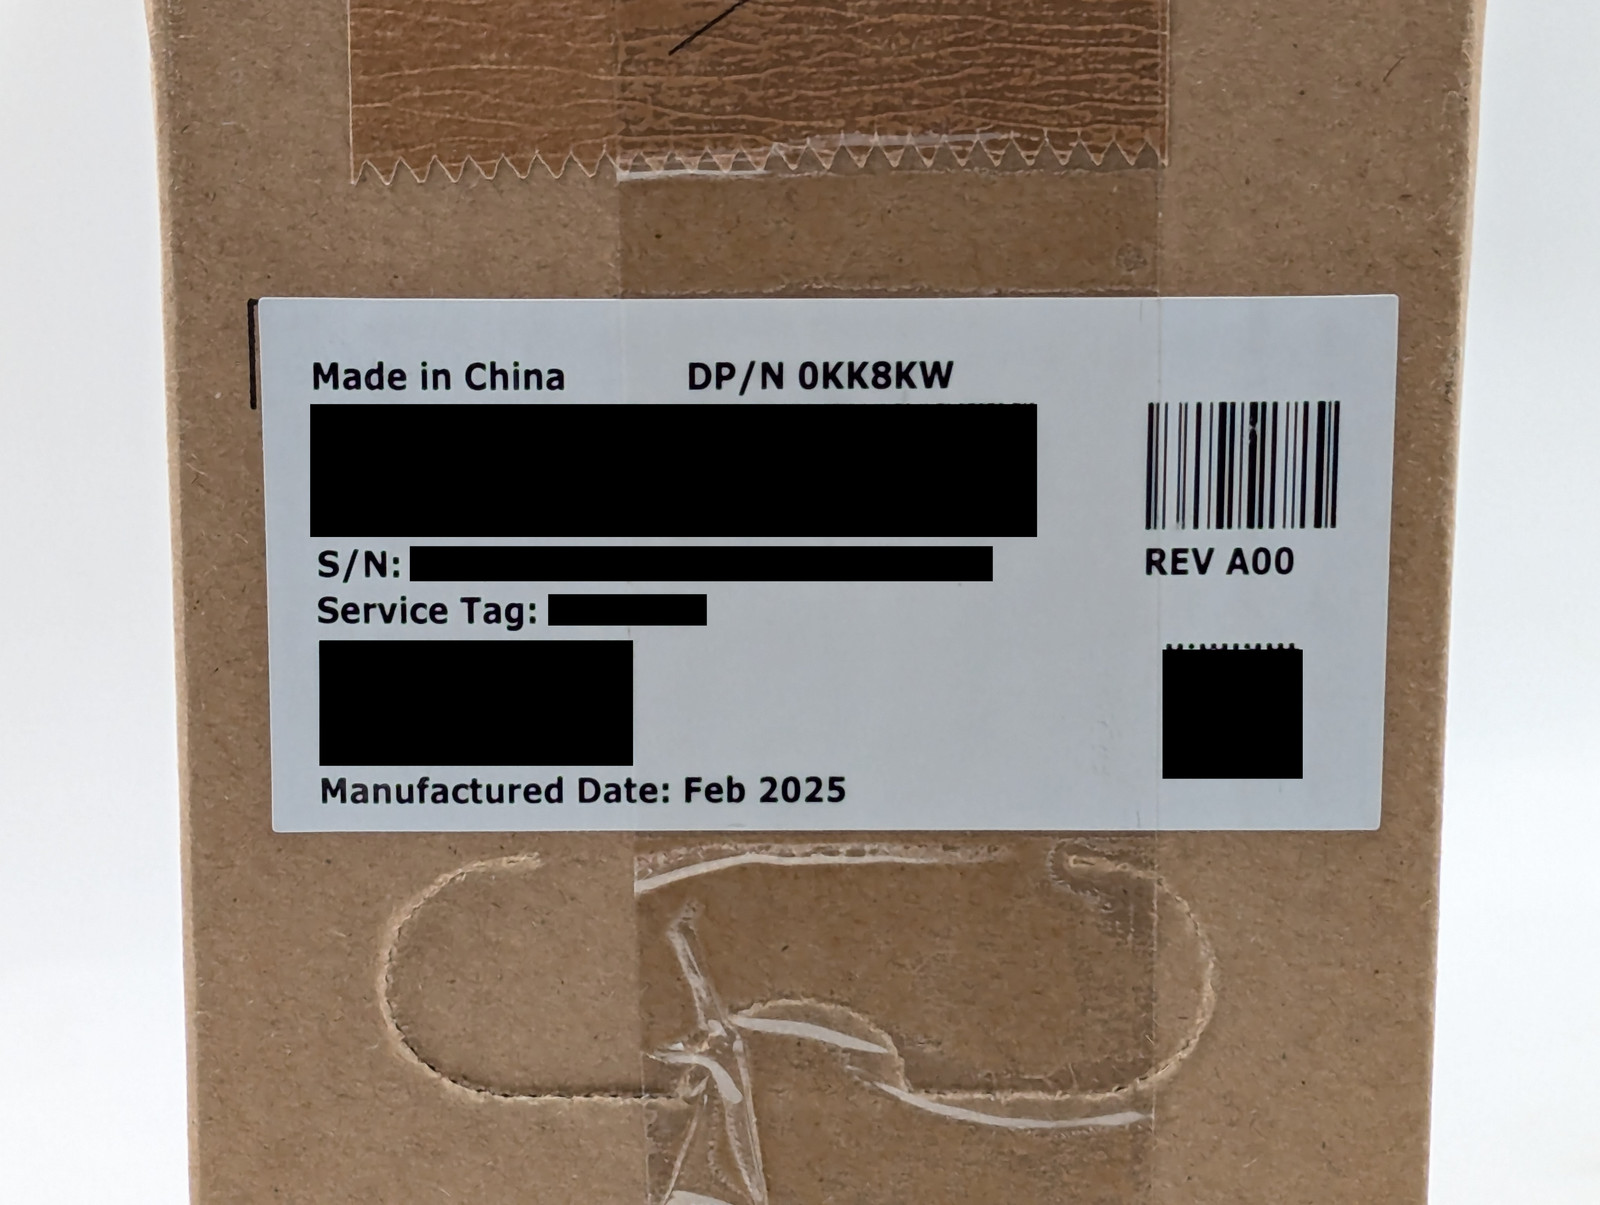 Made in China DP/N 0KK8KW
S/N:
REV A00
Service Tag:
Manufactured Date: Feb 2025